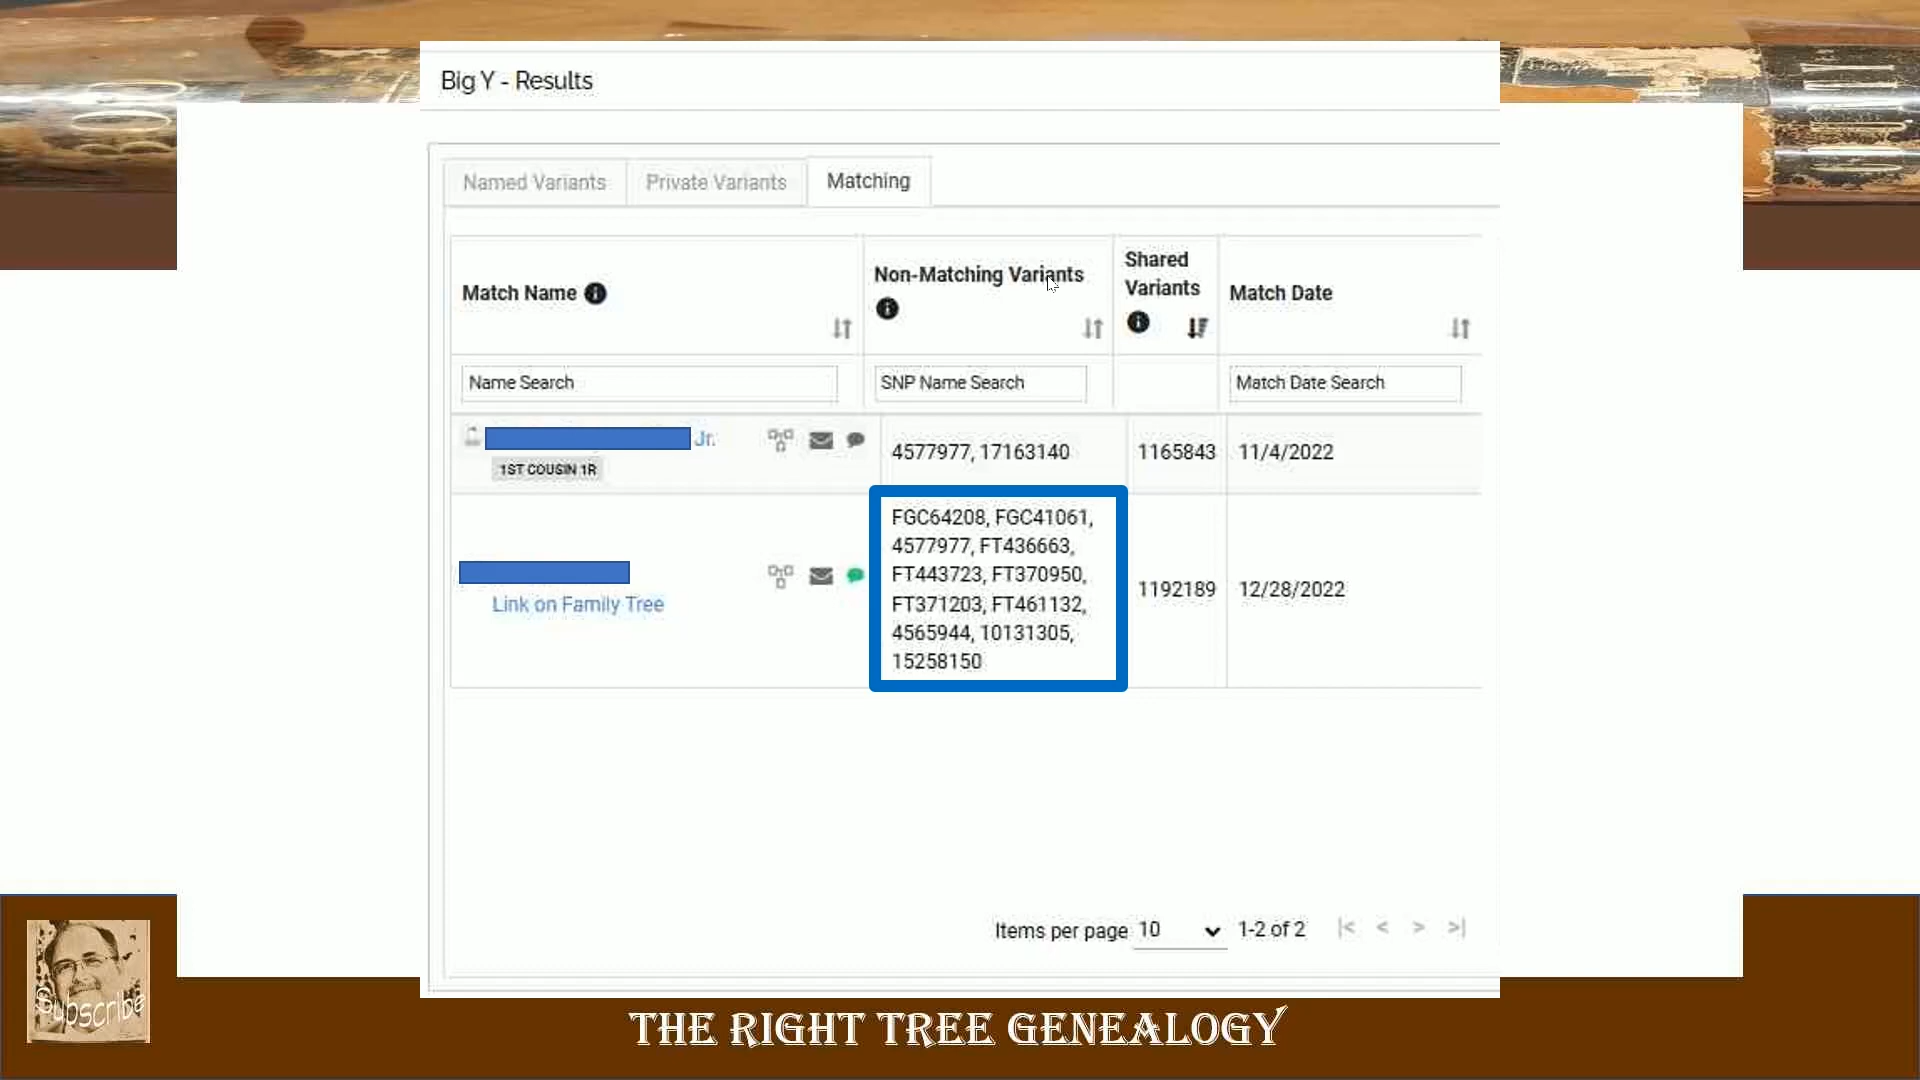 Big Y - Results
Named Variants Private Variants Matching
Match Name Non-Matching Variants Shared Variants Match Date
Name Search SNP Name Search Match Date Search
Jr. 4577977, 17163140 1165843 11/4/2022
1ST COUSIN 1R
FGC64208, FGC41061,
4577977, FT436663,
FT443723, FT370950,
Link on Family Tree FT371203, FT461132, 1192189 12/28/2022
4565944, 10131305,
15258150
Items per page 10 1-2 of 2
Subscribe
THE RIGHT TREE GENEALOGY